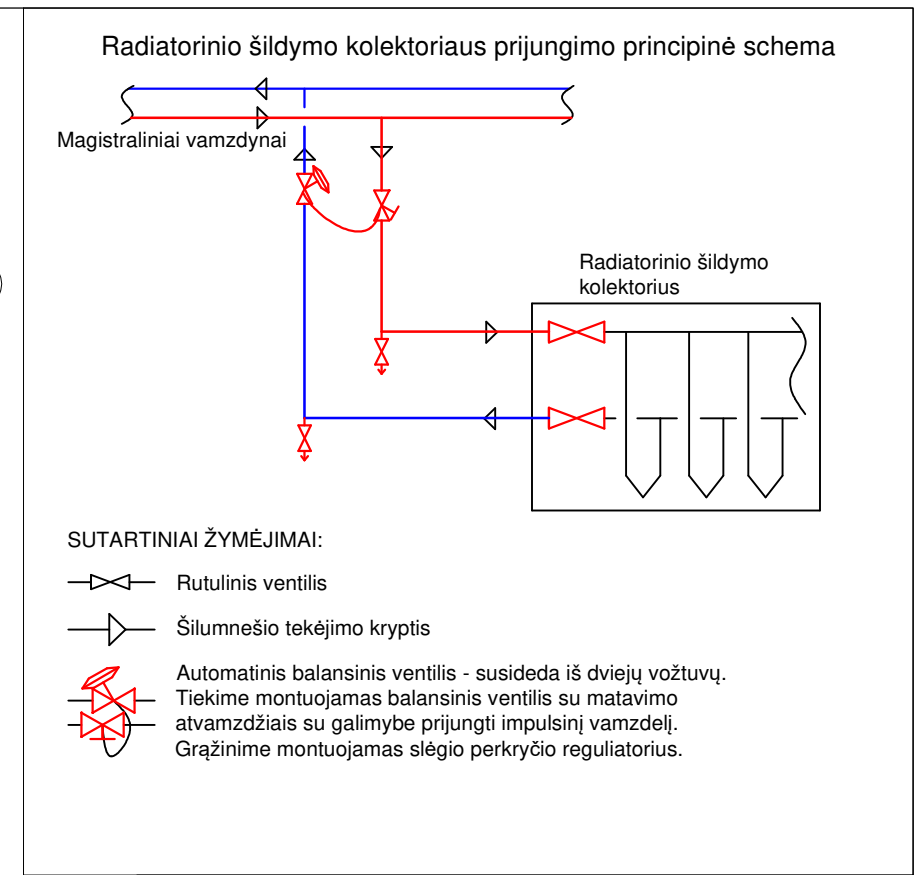 Radiatorinio šildymo kolektoriaus prijungimo principinė schema
Magistraliniai vamzdynai
Radiatorinio šildymo
kolektorius
SUTARTINIAI ŽYMĖJIMAI:
Rutulinis ventilis
Šilumnešio tekėjimo kryptis
Automatinis balansinis ventilis - susideda iš dviejų vožtuvų.
Tiekime montuojamas balansinis ventilis su matavimo
atvamzdžiais su galimybe prijungti impulsinį vamzdelį.
Grąžinime montuojamas slėgio perkryčio reguliatorius.